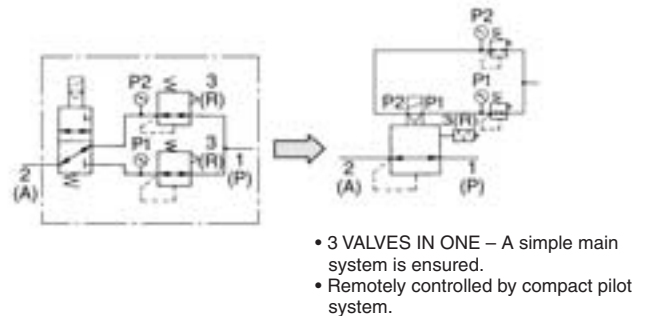 P2
P2 3
(R)
P1
P2 P1
P1 3
(R)
3(R)
2
(A)
1
(P)
2
(A)
1
(P)
• 3 VALVES IN ONE – A simple main
system is ensured.
• Remotely controlled by compact pilot
system.